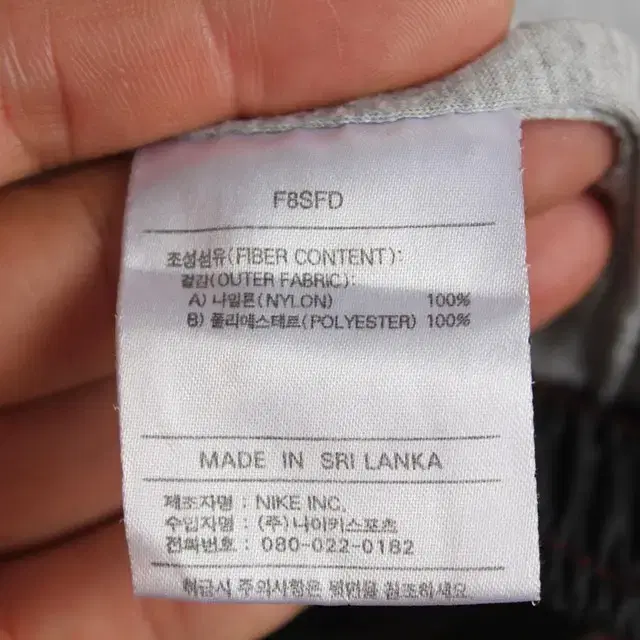 F8SFD
조성섬유(FIBER CONTENT):
겉감(OUTER FABRIC):
A) 나일론(NYLON) 100%
B) 폴리에스테르(POLYESTER) 100%
MADE IN SRI LANKA
제조자명 : NIKE INC.
수입자명 : (주)나이키스포츠
전화번호 : 080-022-0182
취급시 주의사항은 뒷면을 참조하세요